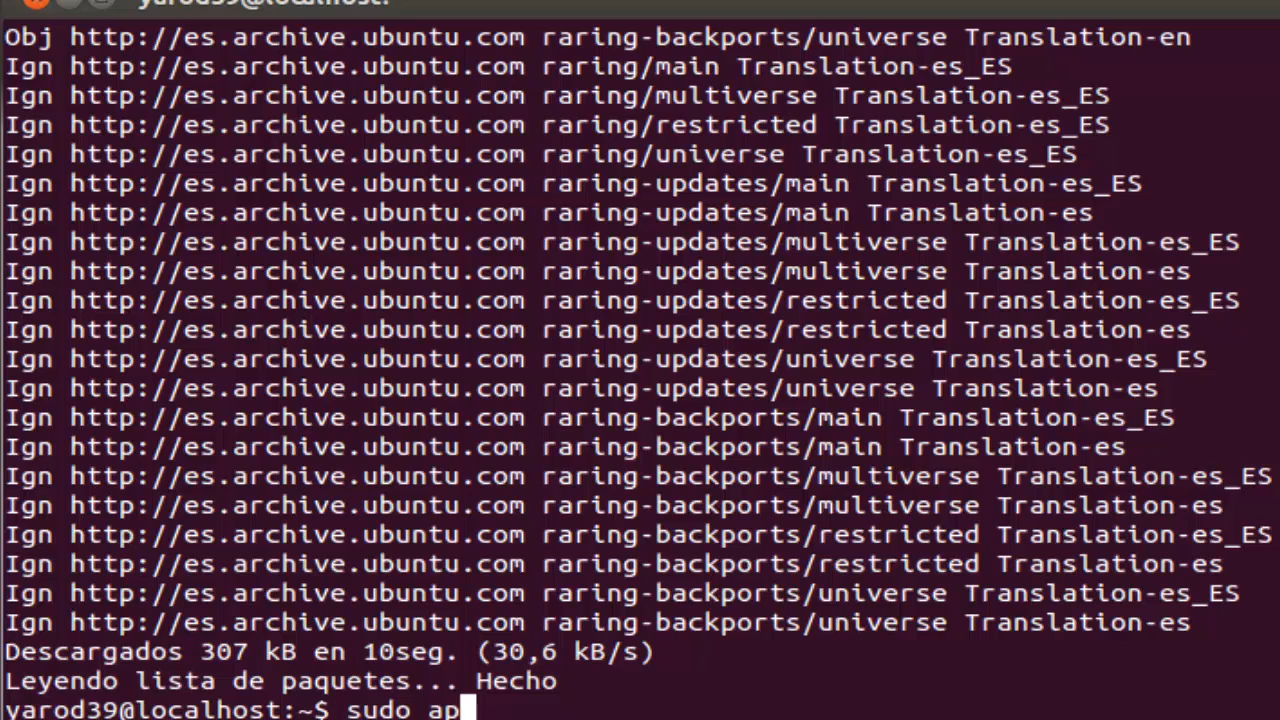 yarod39@localhost:
Obj http://es.archive.ubuntu.com raring-backports/universe Translation-en
Ign http://es.archive.ubuntu.com raring/main Translation-es_ES
Ign http://es.archive.ubuntu.com raring/multiverse Translation-es_ES
Ign http://es.archive.ubuntu.com raring/restricted Translation-es_ES
Ign http://es.archive.ubuntu.com raring/universe Translation-es_ES
Ign http://es.archive.ubuntu.com raring-updates/main Translation-es_ES
Ign http://es.archive.ubuntu.com raring-updates/main Translation-es
Ign http://es.archive.ubuntu.com raring-updates/multiverse Translation-es_ES
Ign http://es.archive.ubuntu.com raring-updates/multiverse Translation-es
Ign http://es.archive.ubuntu.com raring-updates/restricted Translation-es_ES
Ign http://es.archive.ubuntu.com raring-updates/restricted Translation-es
Ign http://es.archive.ubuntu.com raring-updates/universe Translation-es_ES
Ign http://es.archive.ubuntu.com raring-updates/universe Translation-es
Ign http://es.archive.ubuntu.com raring-backports/main Translation-es_ES
Ign http://es.archive.ubuntu.com raring-backports/main Translation-es
Ign http://es.archive.ubuntu.com raring-backports/multiverse Translation-es_ES
Ign http://es.archive.ubuntu.com raring-backports/multiverse Translation-es
Ign http://es.archive.ubuntu.com raring-backports/restricted Translation-es_ES
Ign http://es.archive.ubuntu.com raring-backports/restricted Translation-es
Ign http://es.archive.ubuntu.com raring-backports/universe Translation-es_ES
Ign http://es.archive.ubuntu.com raring-backports/universe Translation-es
Descargados 307 kB en 10seg. (30,6 kB/s)
Leyendo lista de paquetes... Hecho
yarod39@localhost:~$ sudo ap